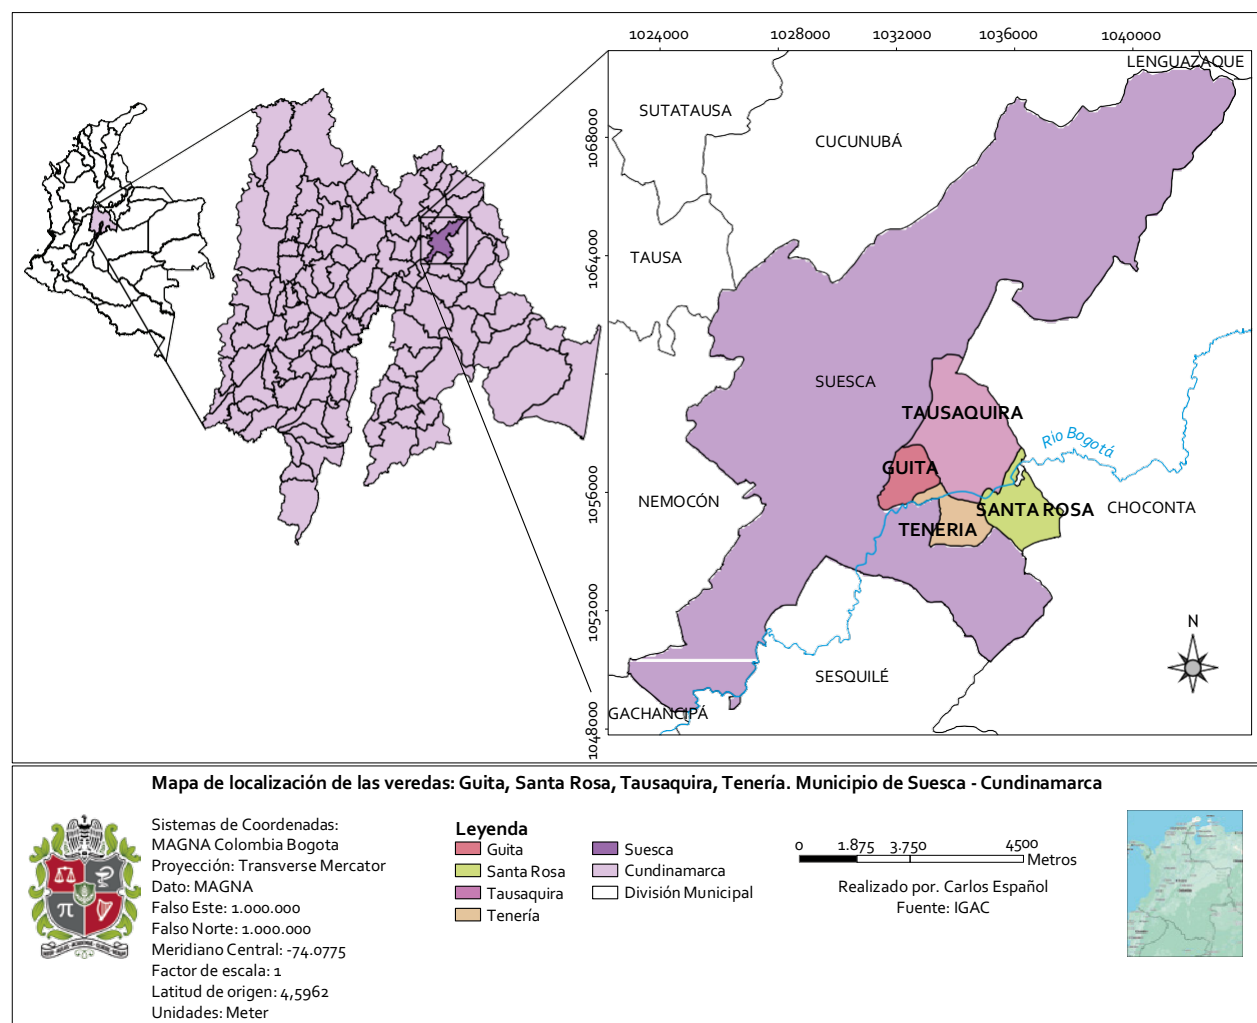 1024000 1028000 1032000 1036000 1040000
LENGUAZAQUE
SUTATAUSA
CUCUNUBÁ
1068000
TAUSA
1064000
SUESCA
TAUSAQUIRA
Rio Bogotá
GUITA
NEMOCÓN
1056000
SANTA ROSA
CHOCONTA
TENERIA
1052000
N
SESQUILÉ
GACHANCIPÁ
1048000
Mapa de localización de las veredas: Guita, Santa Rosa, Tausaquira, Tenería. Municipio de Suesca - Cundinamarca
Sistemas de Coordenadas:
MAGNA Colombia Bogota
Proyección: Transverse Mercator
Dato: MAGNA
Falso Este: 1.000.000
Falso Norte: 1.000.000
Meridiano Central: -74.0775
Factor de escala: 1
Latitud de origen: 4,5962
Unidades: Meter
Leyenda
Guita
Santa Rosa
Tausaquira
Tenería
Suesca
Cundinamarca
División Municipal
0 1.875 3.750 4500
Metros
Realizado por. Carlos Español
Fuente: IGAC